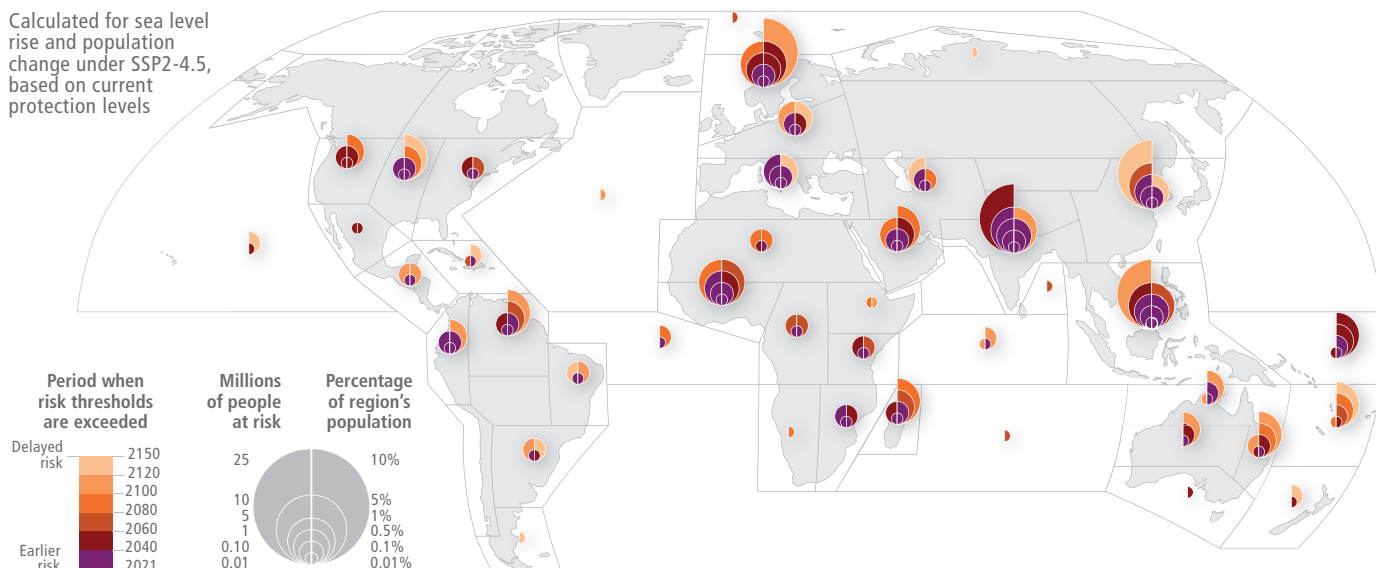 Calculated for sea level
rise and population
change under SSP2-4.5,
based on current
protection levels
Period when
risk thresholds
are exceeded
Delayed
risk
2150
2120
2100
2080
2060
2040
2021
Earlier
risk
Millions
of people
at risk
25
10
5
1
0.10
0.01
Percentage
of region's
population
10%
5%
1%
0.5%
0.1%
0.01%